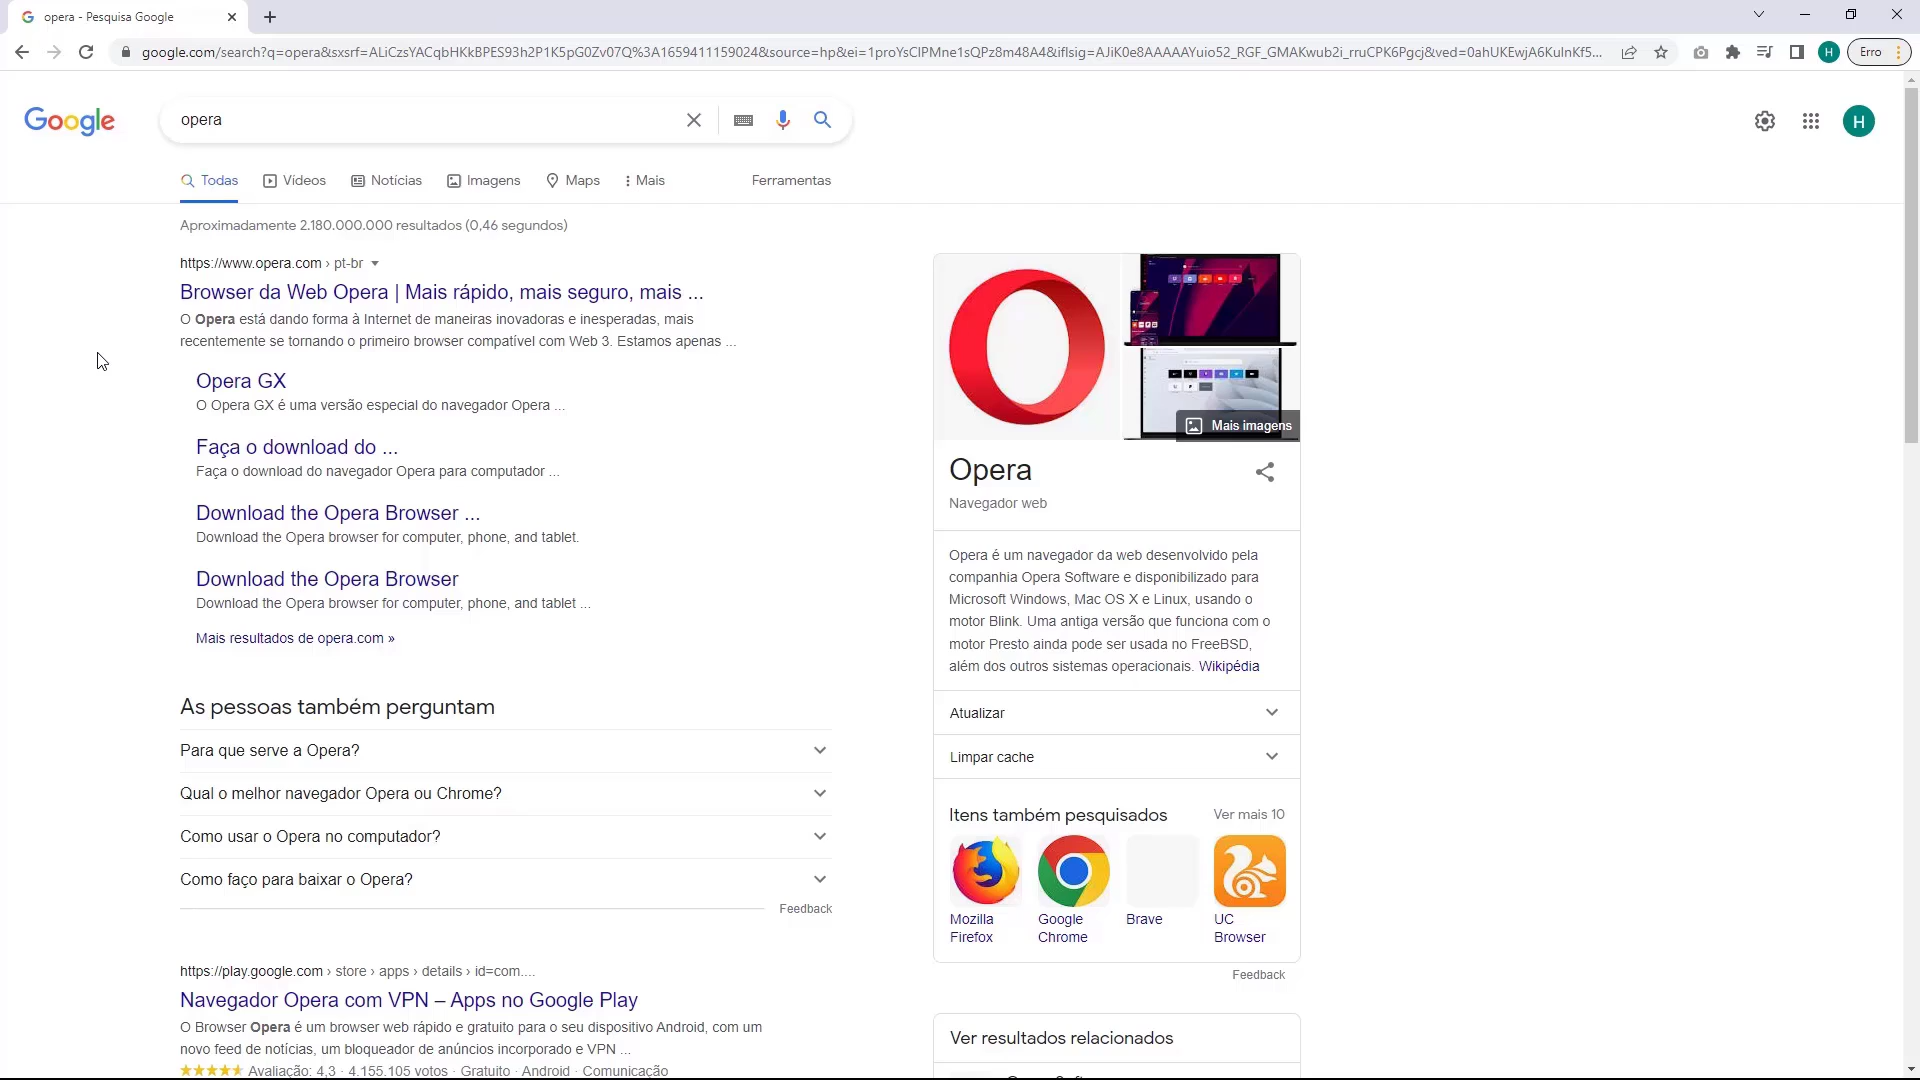 opera - Pesquisa Google
google.com/search?q=opera&sxsrf=ALiCzsYACqbHKkBPES93h2P1K5pG0Zv07Q%3A1659411159024&source=hp&ei=1proYsClPMne1sQPz8m48A4&iflsig=AJiK0e8AAAAAYuio52_RGF_GMAKwub2i_rruCPK6Pgcj&ved=0ahUKEwjA6KulnKf5...
H
Erro
Google
opera
H
Todas
Vídeos
Notícias
Imagens
Maps
Mais
Ferramentas
Aproximadamente 2.180.000.000 resultados (0,46 segundos)
https://www.opera.com › pt-br
Browser da Web Opera | Mais rápido, mais seguro, mais ...
O Opera está dando forma à Internet de maneiras inovadoras e inesperadas, mais
recentemente se tornando o primeiro browser compatível com Web 3. Estamos apenas ...
Opera GX
O Opera GX é uma versão especial do navegador Opera ...
Faça o download do ...
Faça o download do navegador Opera para computador ...
Download the Opera Browser ...
Download the Opera browser for computer, phone, and tablet.
Download the Opera Browser
Download the Opera browser for computer, phone, and tablet ...
Mais resultados de opera.com »
As pessoas também perguntam
Para que serve a Opera?
Qual o melhor navegador Opera ou Chrome?
Como usar o Opera no computador?
Como faço para baixar o Opera?
Feedback
https://play.google.com › store › apps › details › id=com....
Navegador Opera com VPN – Apps no Google Play
O Browser Opera é um browser web rápido e gratuito para o seu dispositivo Android, com um
novo feed de notícias, um bloqueador de anúncios incorporado e VPN ...
Avaliação: 4,3 · 4.155.105 votos · Gratuito · Android · Comunicação
Mais imagens
Opera
Navegador web
Opera é um navegador da web desenvolvido pela
companhia Opera Software e disponibilizado para
Microsoft Windows, Mac OS X e Linux, usando o
motor Blink. Uma antiga versão que funciona com o
motor Presto ainda pode ser usada no FreeBSD,
além dos outros sistemas operacionais. Wikipédia
Atualizar
Limpar cache
Itens também pesquisados
Ver mais 10
Mozilla
Firefox
Google
Chrome
Brave
UC
Browser
Feedback
Ver resultados relacionados